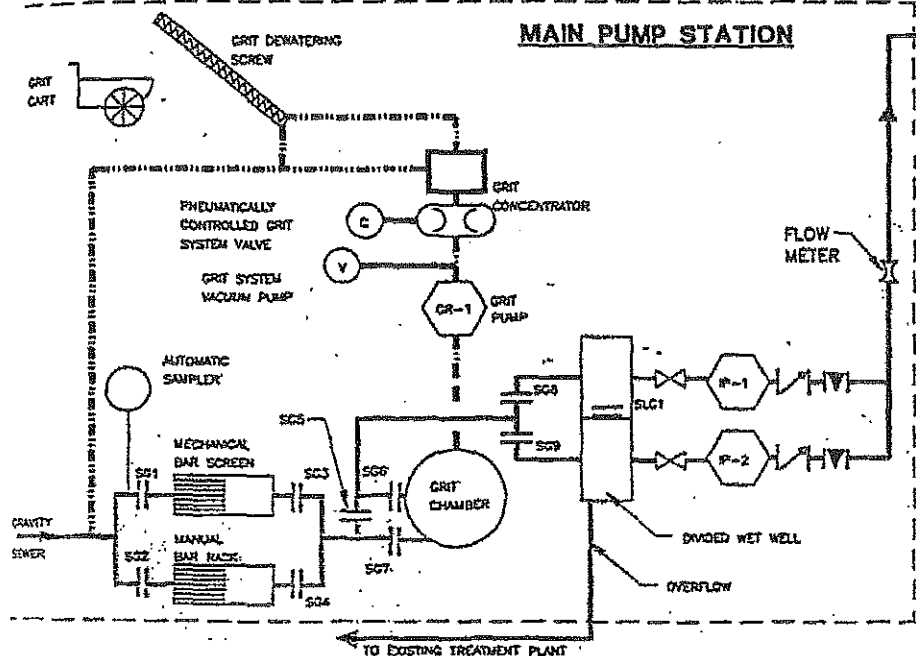 MAIN PUMP STATION
GRIT DEWATERING
SCREW
GRIT
CART
GRIT
CONCENTRATOR
PNEUMATICALLY
CONTROLLED GRIT
SYSTEM VALVE
C
FLOW
METER
V
GRIT SYSTEM
VACUUM PUMP
GR-1
GRIT
PUMP
AUTOMATIC
SAMPLER
SG8
SLG1
IP-1
SG5
SG9
IP-2
MECHANICAL
BAR SCREEN
SG1
SG3
SG6
GRIT
CHAMBER
GRAVITY
SEWER
SG2
MANUAL
BAR RACK
SG4
SG7
DIVIDED WET WELL
OVERFLOW
TO EXISTING TREATMENT PLANT